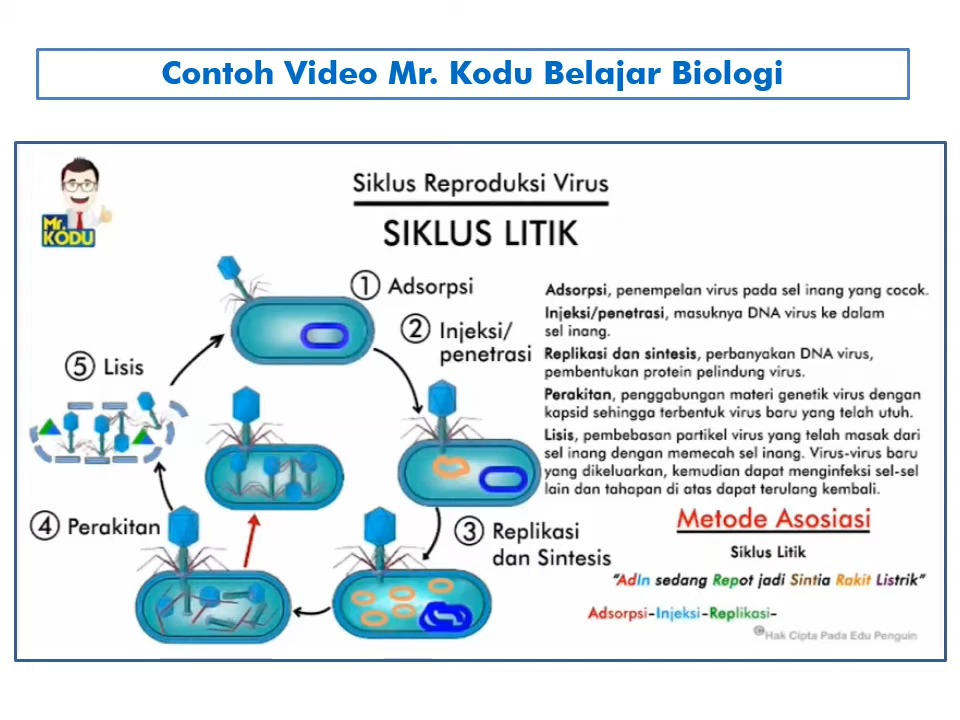 Contoh Video Mr. Kodu Belajar Biologi
Mr.
KODU
Siklus Reproduksi Virus
SIKLUS LITIK
① Adsorpsi
② Injeksi/
penetrasi
③ Replikasi
dan Sintesis
④ Perakitan
⑤ Lisis
Adsorpsi, penempelan virus pada sel inang yang cocok.
Injeksi/penetrasi, masuknya DNA virus ke dalam
sel inang.
Replikasi dan sintesis, perbanyakan DNA virus,
pembentukan protein pelindung virus.
Perakitan, penggabungan materi genetik virus dengan
kapsid sehingga terbentuk virus baru yang telah utuh.
Lisis, pembebasan partikel virus yang telah masak dari
sel inang dengan memecah sel inang. Virus-virus baru
yang dikeluarkan, kemudian dapat menginfeksi sel-sel
lain dan tahapan di atas dapat terulang kembali.
Metode Asosiasi
Siklus Litik
"AdIn sedang Repot jadi Sintia Rakit Listrik"
Adsorpsi-Injeksi-Replikasi-
©Hak Cipta Pada Edu Penguin